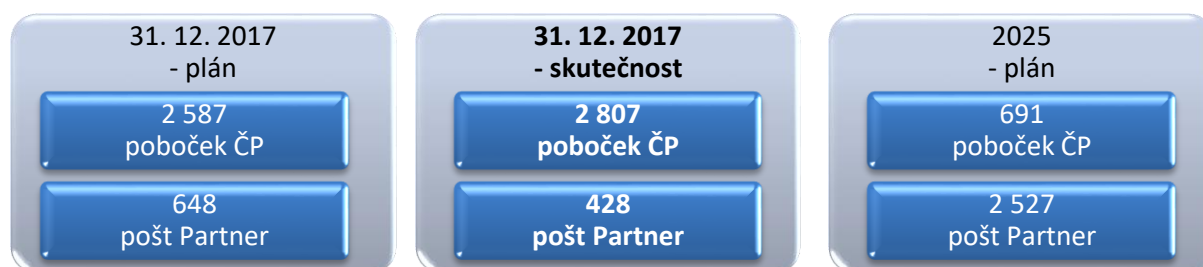 31. 12. 2017
- plán
2 587
poboček ČP
648
pošt Partner
31. 12. 2017
- skutečnost
2 807
poboček ČP
428
pošt Partner
2025
- plán
691
poboček ČP
2 527
pošt Partner